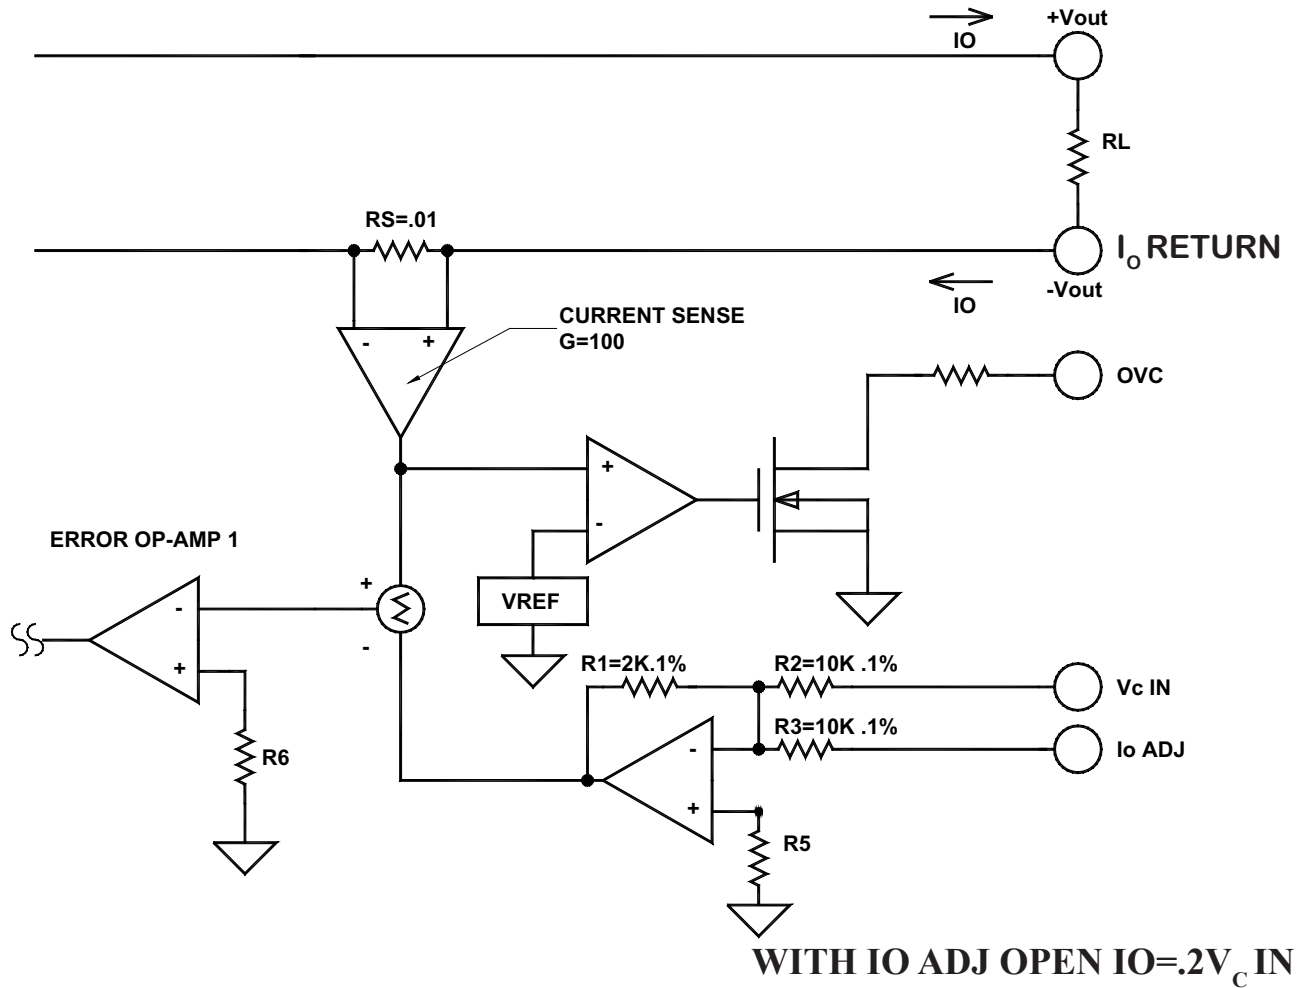 +Vout
IO
RL
RS=.01
IO RETURN
-Vout
IO
CURRENT SENSE
G=100
- +
OVC
+
-
ERROR OP-AMP 1
+
-
VREF
-
+
-
R1=2K.1% R2=10K .1%
Vc IN
R3=10K .1%
Io ADJ
R6
-
+
R5
WITH IO ADJ OPEN IO=.2VC IN